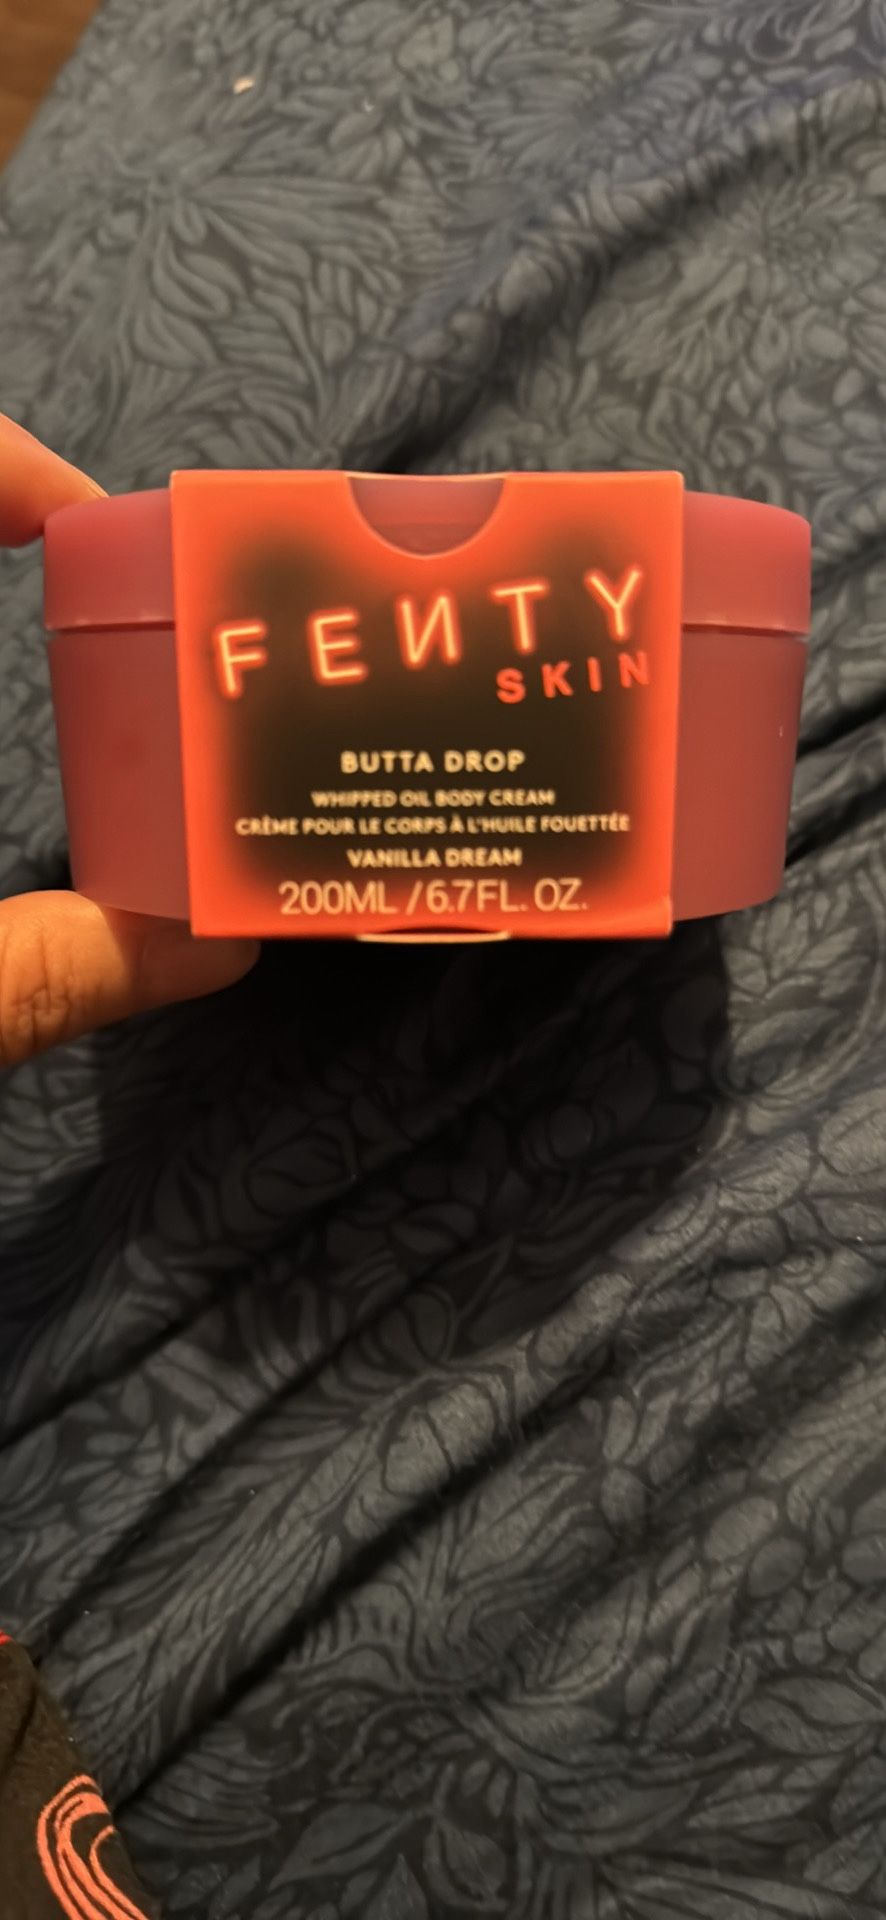 FEИTY
SKIN
BUTTA DROP
WHIPPED OIL BODY CREAM
CRÈME POUR LE CORPS À L'HUILE FOUETTÉE
VANILLA DREAM
200ML / 6.7FL. OZ.